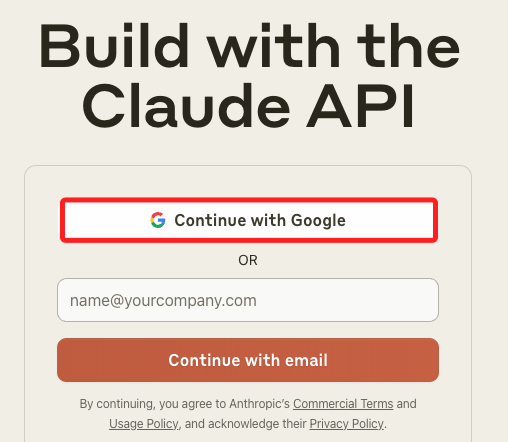 Build with the
Claude API
Continue with Google
OR
name@yourcompany.com
Continue with email
By continuing, you agree to Anthropic's Commercial Terms and
Usage Policy, and acknowledge their Privacy Policy.